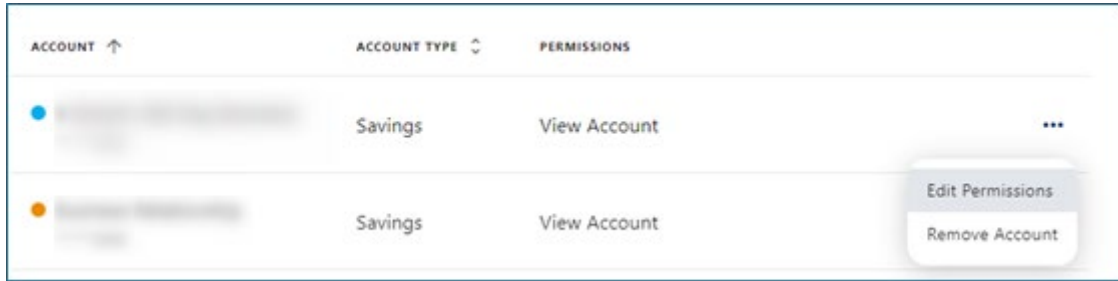 ACCOUNT ACCOUNT TYPE PERMISSIONS
Savings View Account
Edit Permissions
Savings View Account
Remove Account